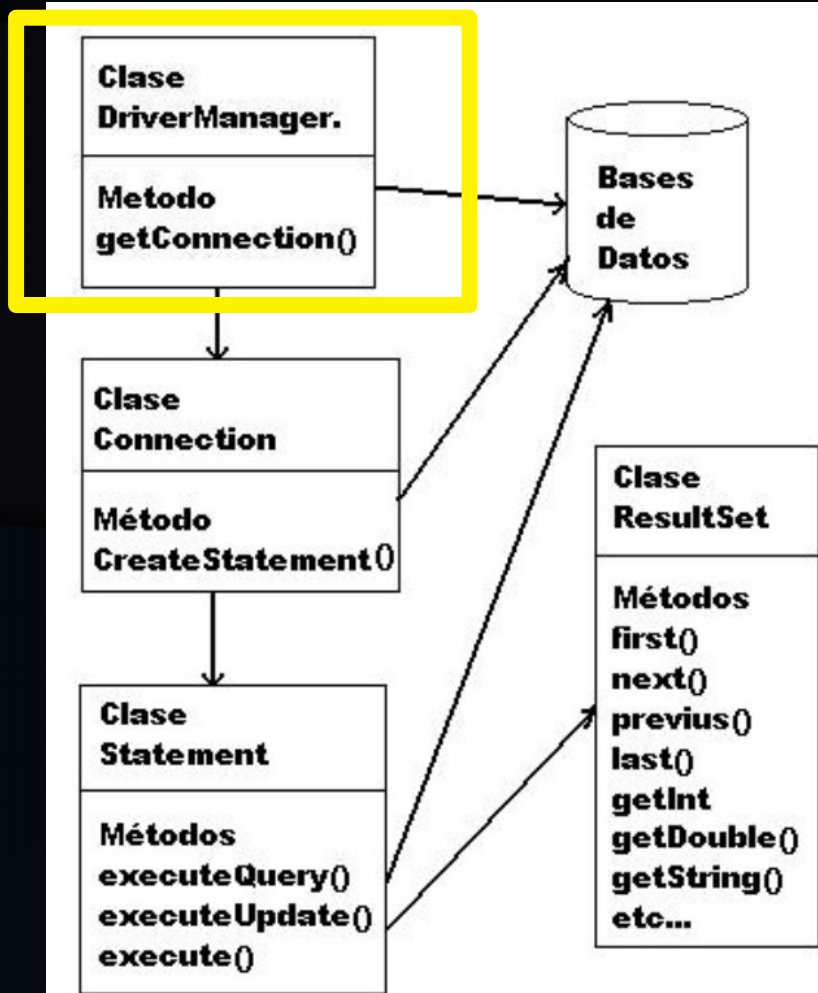 Clase
DriverManager.
Metodo
getConnection()
Bases
de
Datos
Clase
Connection
Método
CreateStatement()
Clase
ResultSet
Métodos
first()
next()
previus()
last()
getInt
getDouble()
getString()
etc...
Clase
Statement
Métodos
executeQuery()
executeUpdate()
execute()